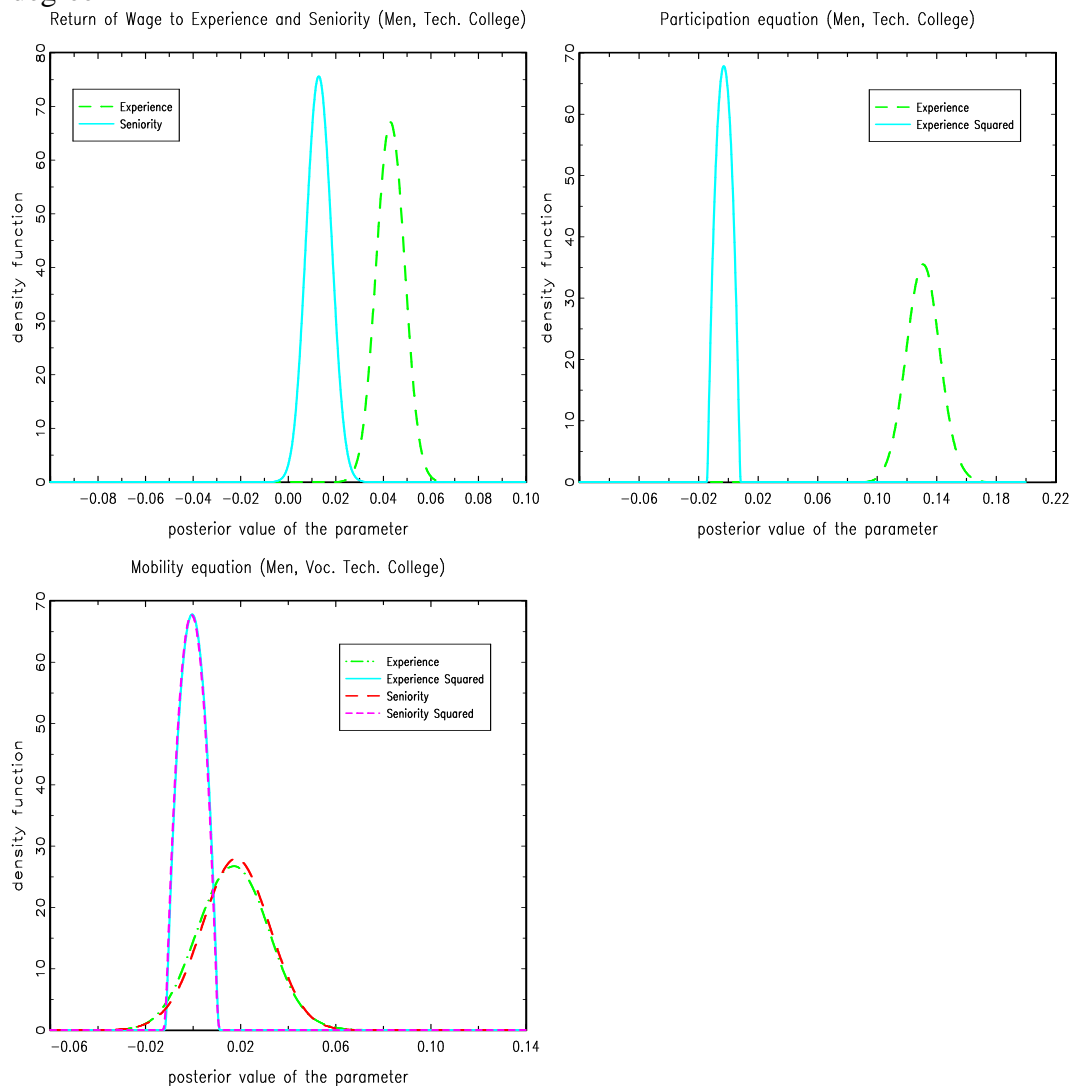 Return of Wage to Experience and Seniority (Men, Tech. College)
80
70
60
50
40
30
20
10
0
density function
Experience
Seniority
−0.08 −0.06 −0.04 −0.02 0.00 0.02 0.04 0.06 0.08 0.10
posterior value of the parameter
Participation equation (Men, Tech. College)
70
60
50
40
30
20
10
0
density function
Experience
Experience Squared
−0.06 −0.02 0.02 0.06 0.10 0.14 0.18 0.22
posterior value of the parameter
Mobility equation (Men, Voc. Tech. College)
70
60
50
40
30
20
10
0
density function
Experience
Experience Squared
Seniority
Seniority Squared
−0.06 −0.02 0.02 0.06 0.10 0.14
posterior value of the parameter